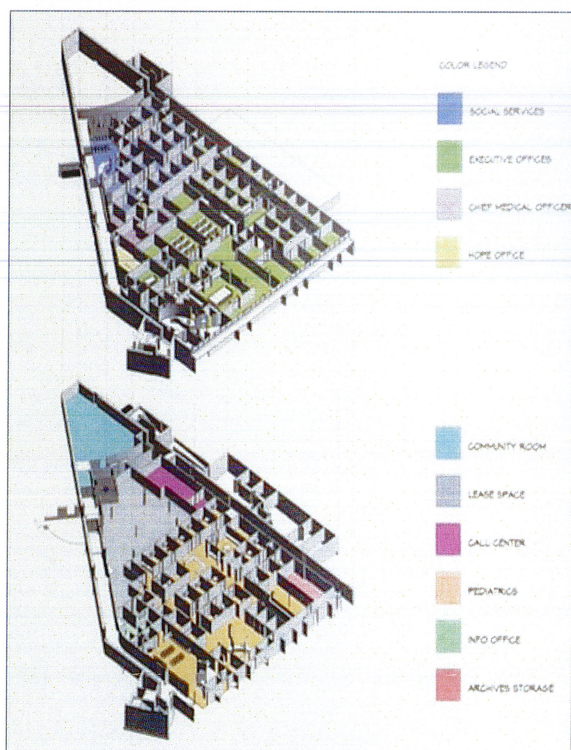 COLOR LEGEND
SOCIAL SERVICES
EXECUTIVE OFFICES
CHIEF MEDICAL OFFICER
HOPE OFFICE
COMMUNITY ROOM
LEASE SPACE
CALL CENTER
PEDIATRICS
INFO OFFICE
ARCHIVES STORAGE